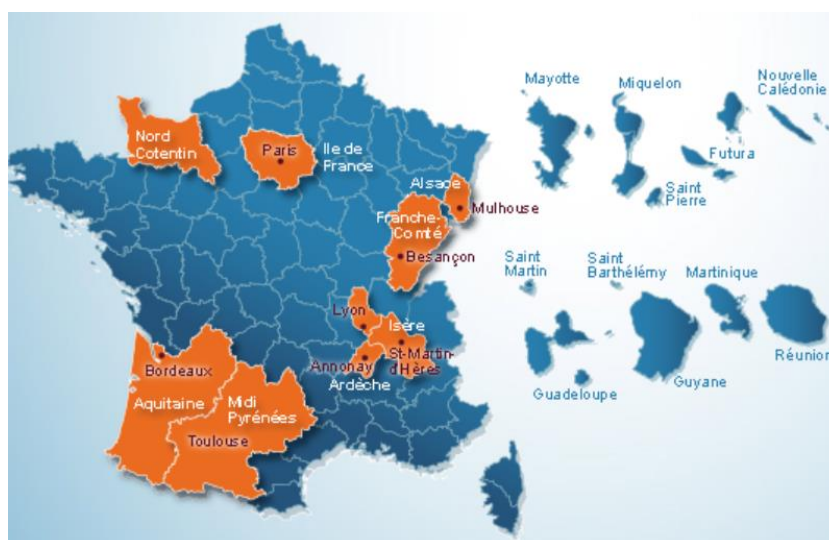 Mayotte
Miquelon
Nouvelle
Calédonie
Nord
Cotentin
Paris
Ile de
France
Futura
Saint
Pierre
Alsace
Mulhouse
Franche-
Comté
Besançon
Saint
Martin
Saint
Barthélémy
Martinique
Lyon
Isère
Annonay
St-Martin-
d'Hères
Ardèche
Bordeaux
Aquitaine
Midi
Pyrénées
Toulouse
Guadeloupe
Guyane
Réunion